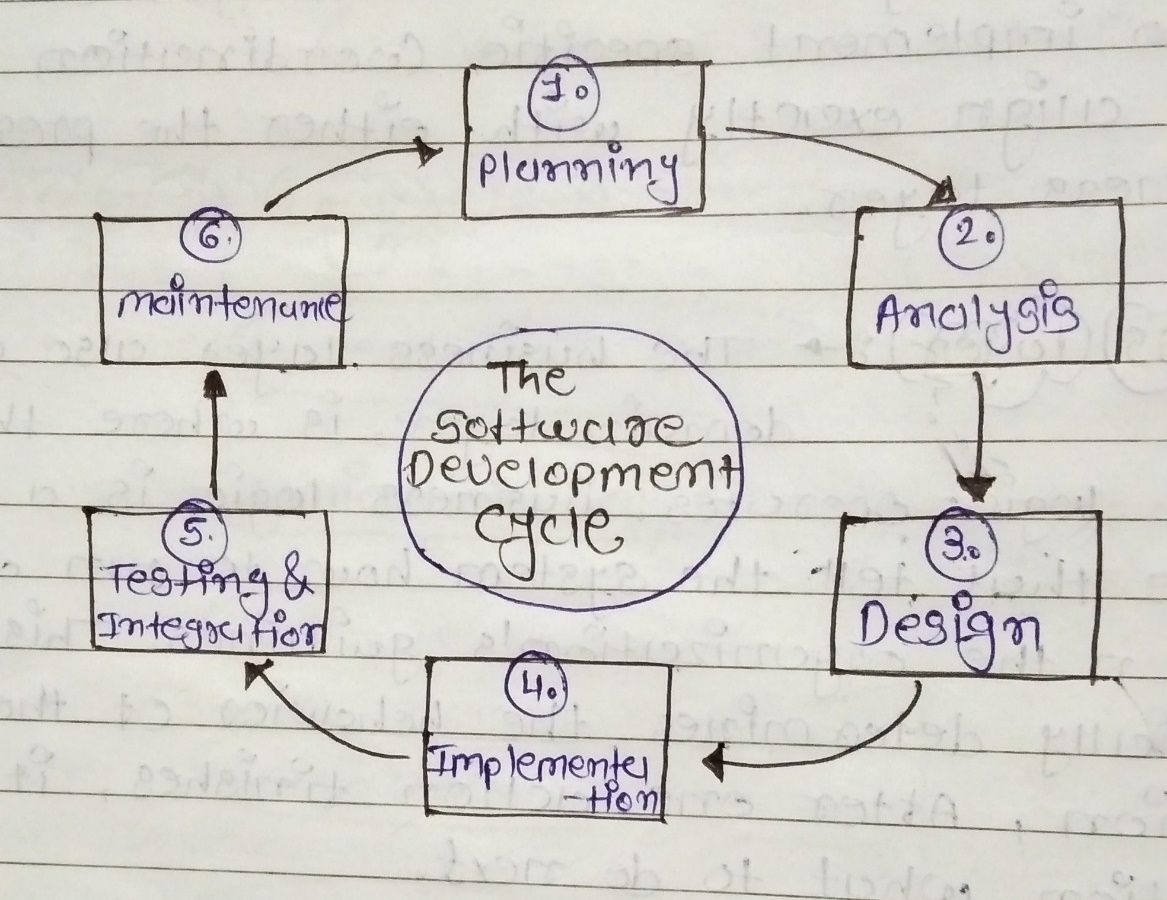 1.
Planning
2.
Analysis
3.
Design
4.
Implementa
-tion
5.
Testing &
Integration
6.
Maintenance
The
Software
Development
Cycle